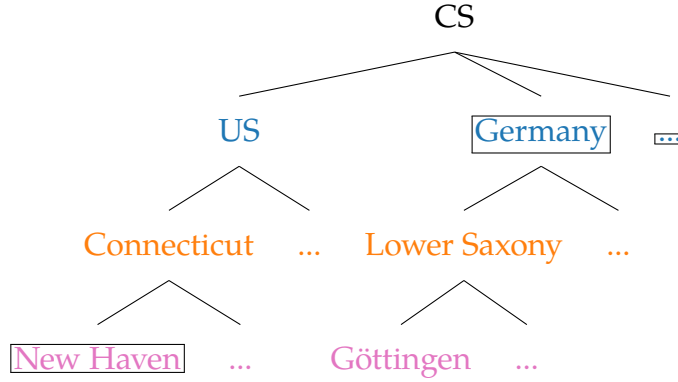 CS
US Germany ...
Connecticut ... Lower Saxony ...
New Haven ... Göttingen ...